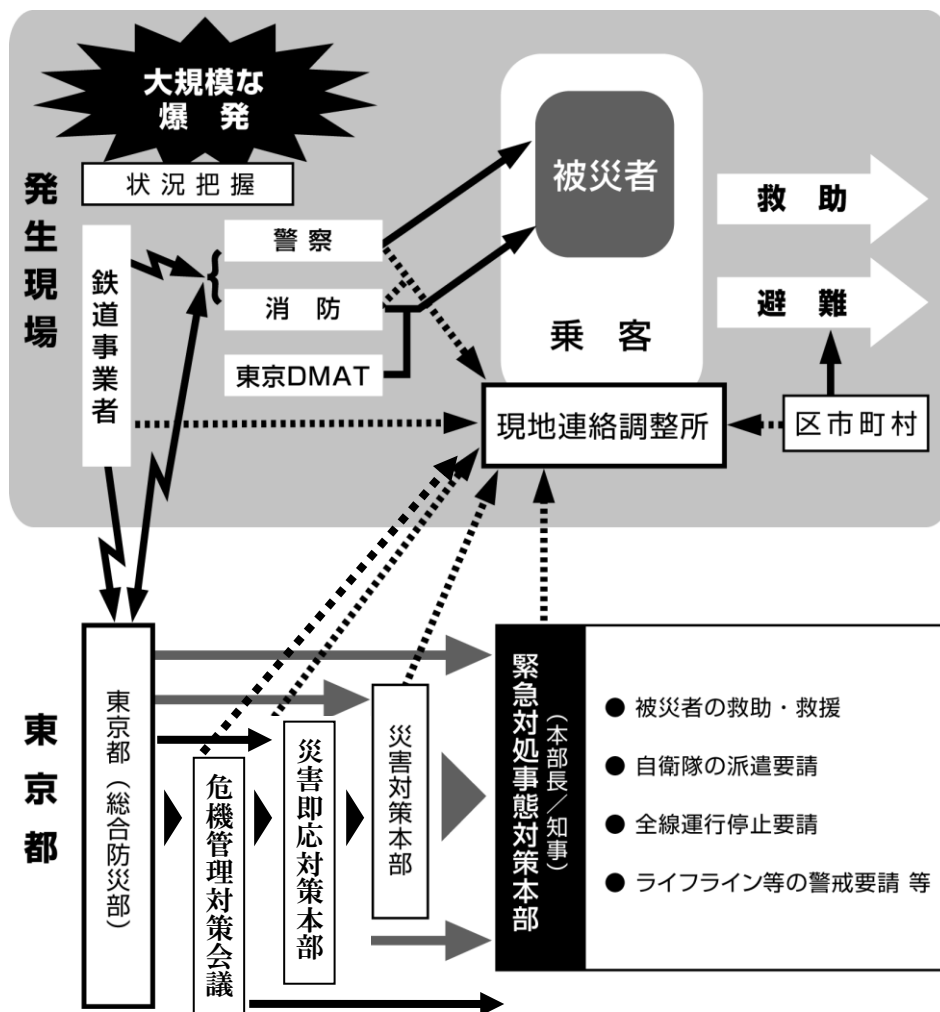 大規模な
爆　発
状況把握
発生現場
鉄道事業者
警 察
消　防
東京DMAT
被災者
乗　客
救　助
避　難
現地連絡調整所
区市町村
東京都
東京都（総合防災部）
危機管理対策会議
災害即応対策本部
災害対策本部
緊急対処事態対策本部
（本部長／知事）
● 被災者の救助・救援
● 自衛隊の派遣要請
● 全線運行停止要請
● ライフライン等の警戒要請 等